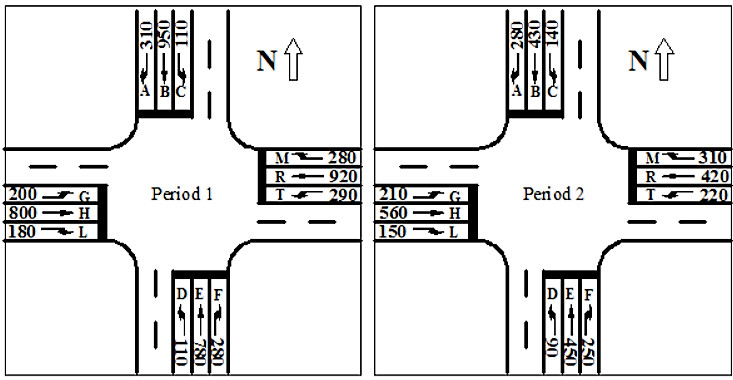 310 950 110
A B C
N
M 280
R 920
T 290
200 G
800 H
180 L
Period 1
D E F
110 780 280
280 430 140
A B C
N
M 310
R 420
T 220
210 G
560 H
150 L
Period 2
D E F
90 450 250